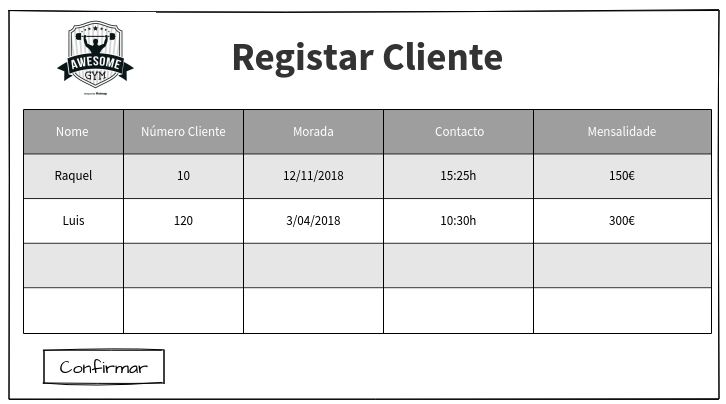 AWESOME
GYM
Registar Cliente
Nome Número Cliente Morada Contacto Mensalidade
Raquel 10 12/11/2018 15:25h 150€
Luis 120 3/04/2018 10:30h 300€
Confirmar